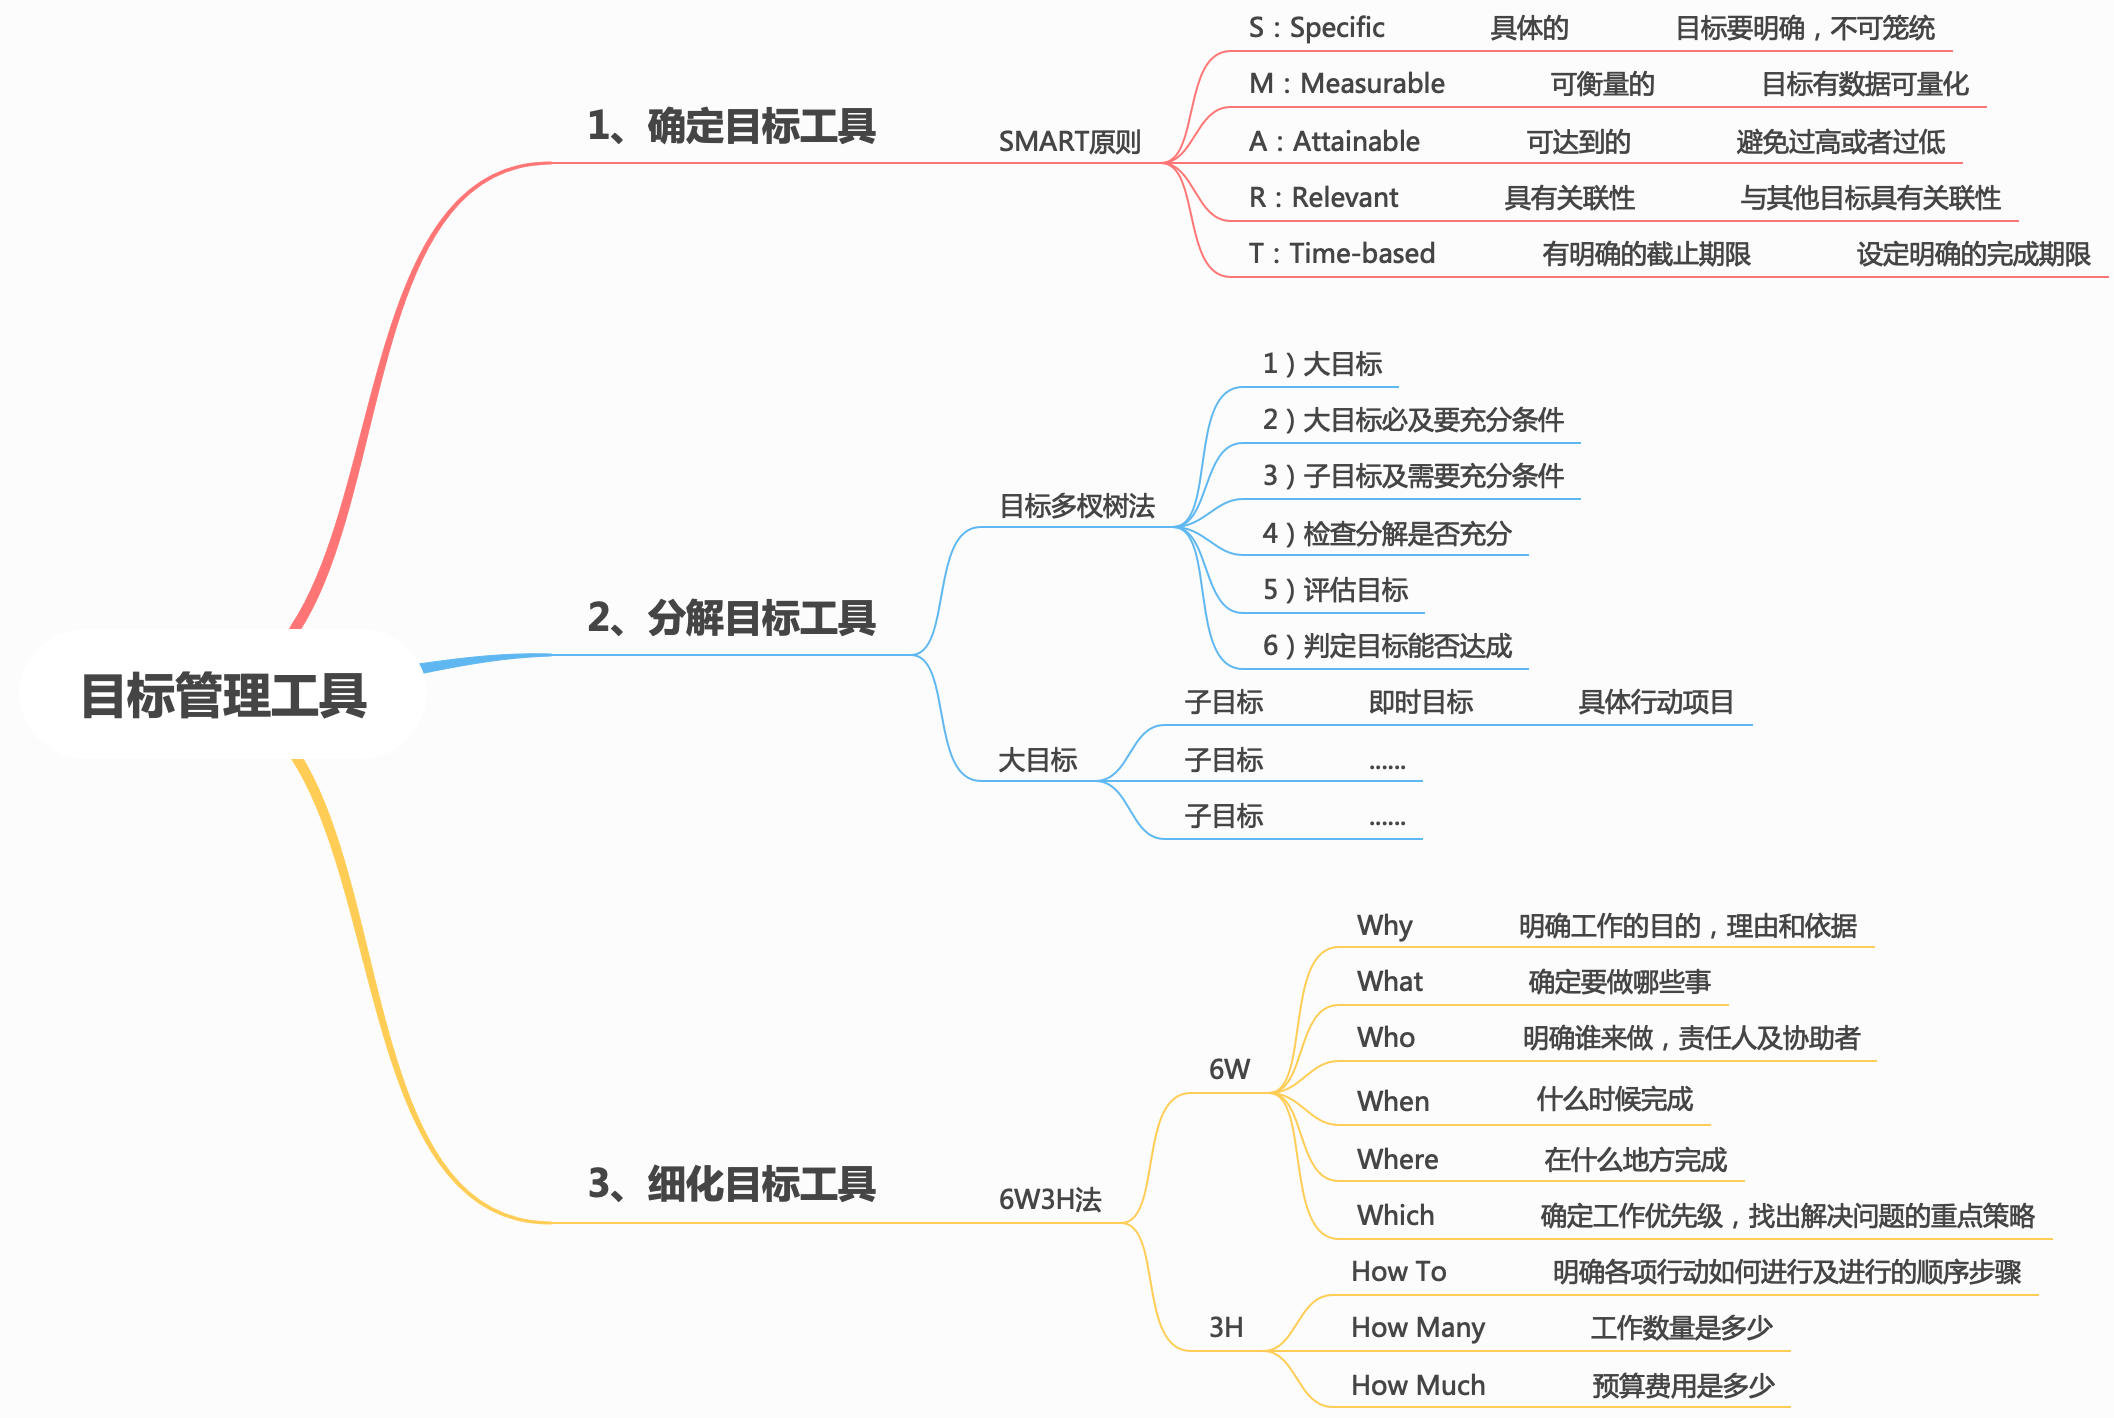 目标管理工具
1、确定目标工具
SMART原则
S：Specific 具体的 目标要明确，不可笼统
M：Measurable 可衡量的 目标有数据可量化
A：Attainable 可达到的 避免过高或者过低
R：Relevant 具有关联性 与其他目标具有关联性
T：Time-based 有明确的截止期限 设定明确的完成期限
2、分解目标工具
目标多杈树法
1）大目标
2）大目标必及要充分条件
3）子目标及需要充分条件
4）检查分解是否充分
5）评估目标
6）判定目标能否达成
大目标
子目标 即时目标 具体行动项目
子目标 ......
子目标 ......
3、细化目标工具
6W3H法
6W
Why 明确工作的目的，理由和依据
What 确定要做哪些事
Who 明确谁来做，责任人及协助者
When 什么时候完成
Where 在什么地方完成
Which 确定工作优先级，找出解决问题的重点策略
3H
How To 明确各项行动如何进行及进行的顺序步骤
How Many 工作数量是多少
How Much 预算费用是多少